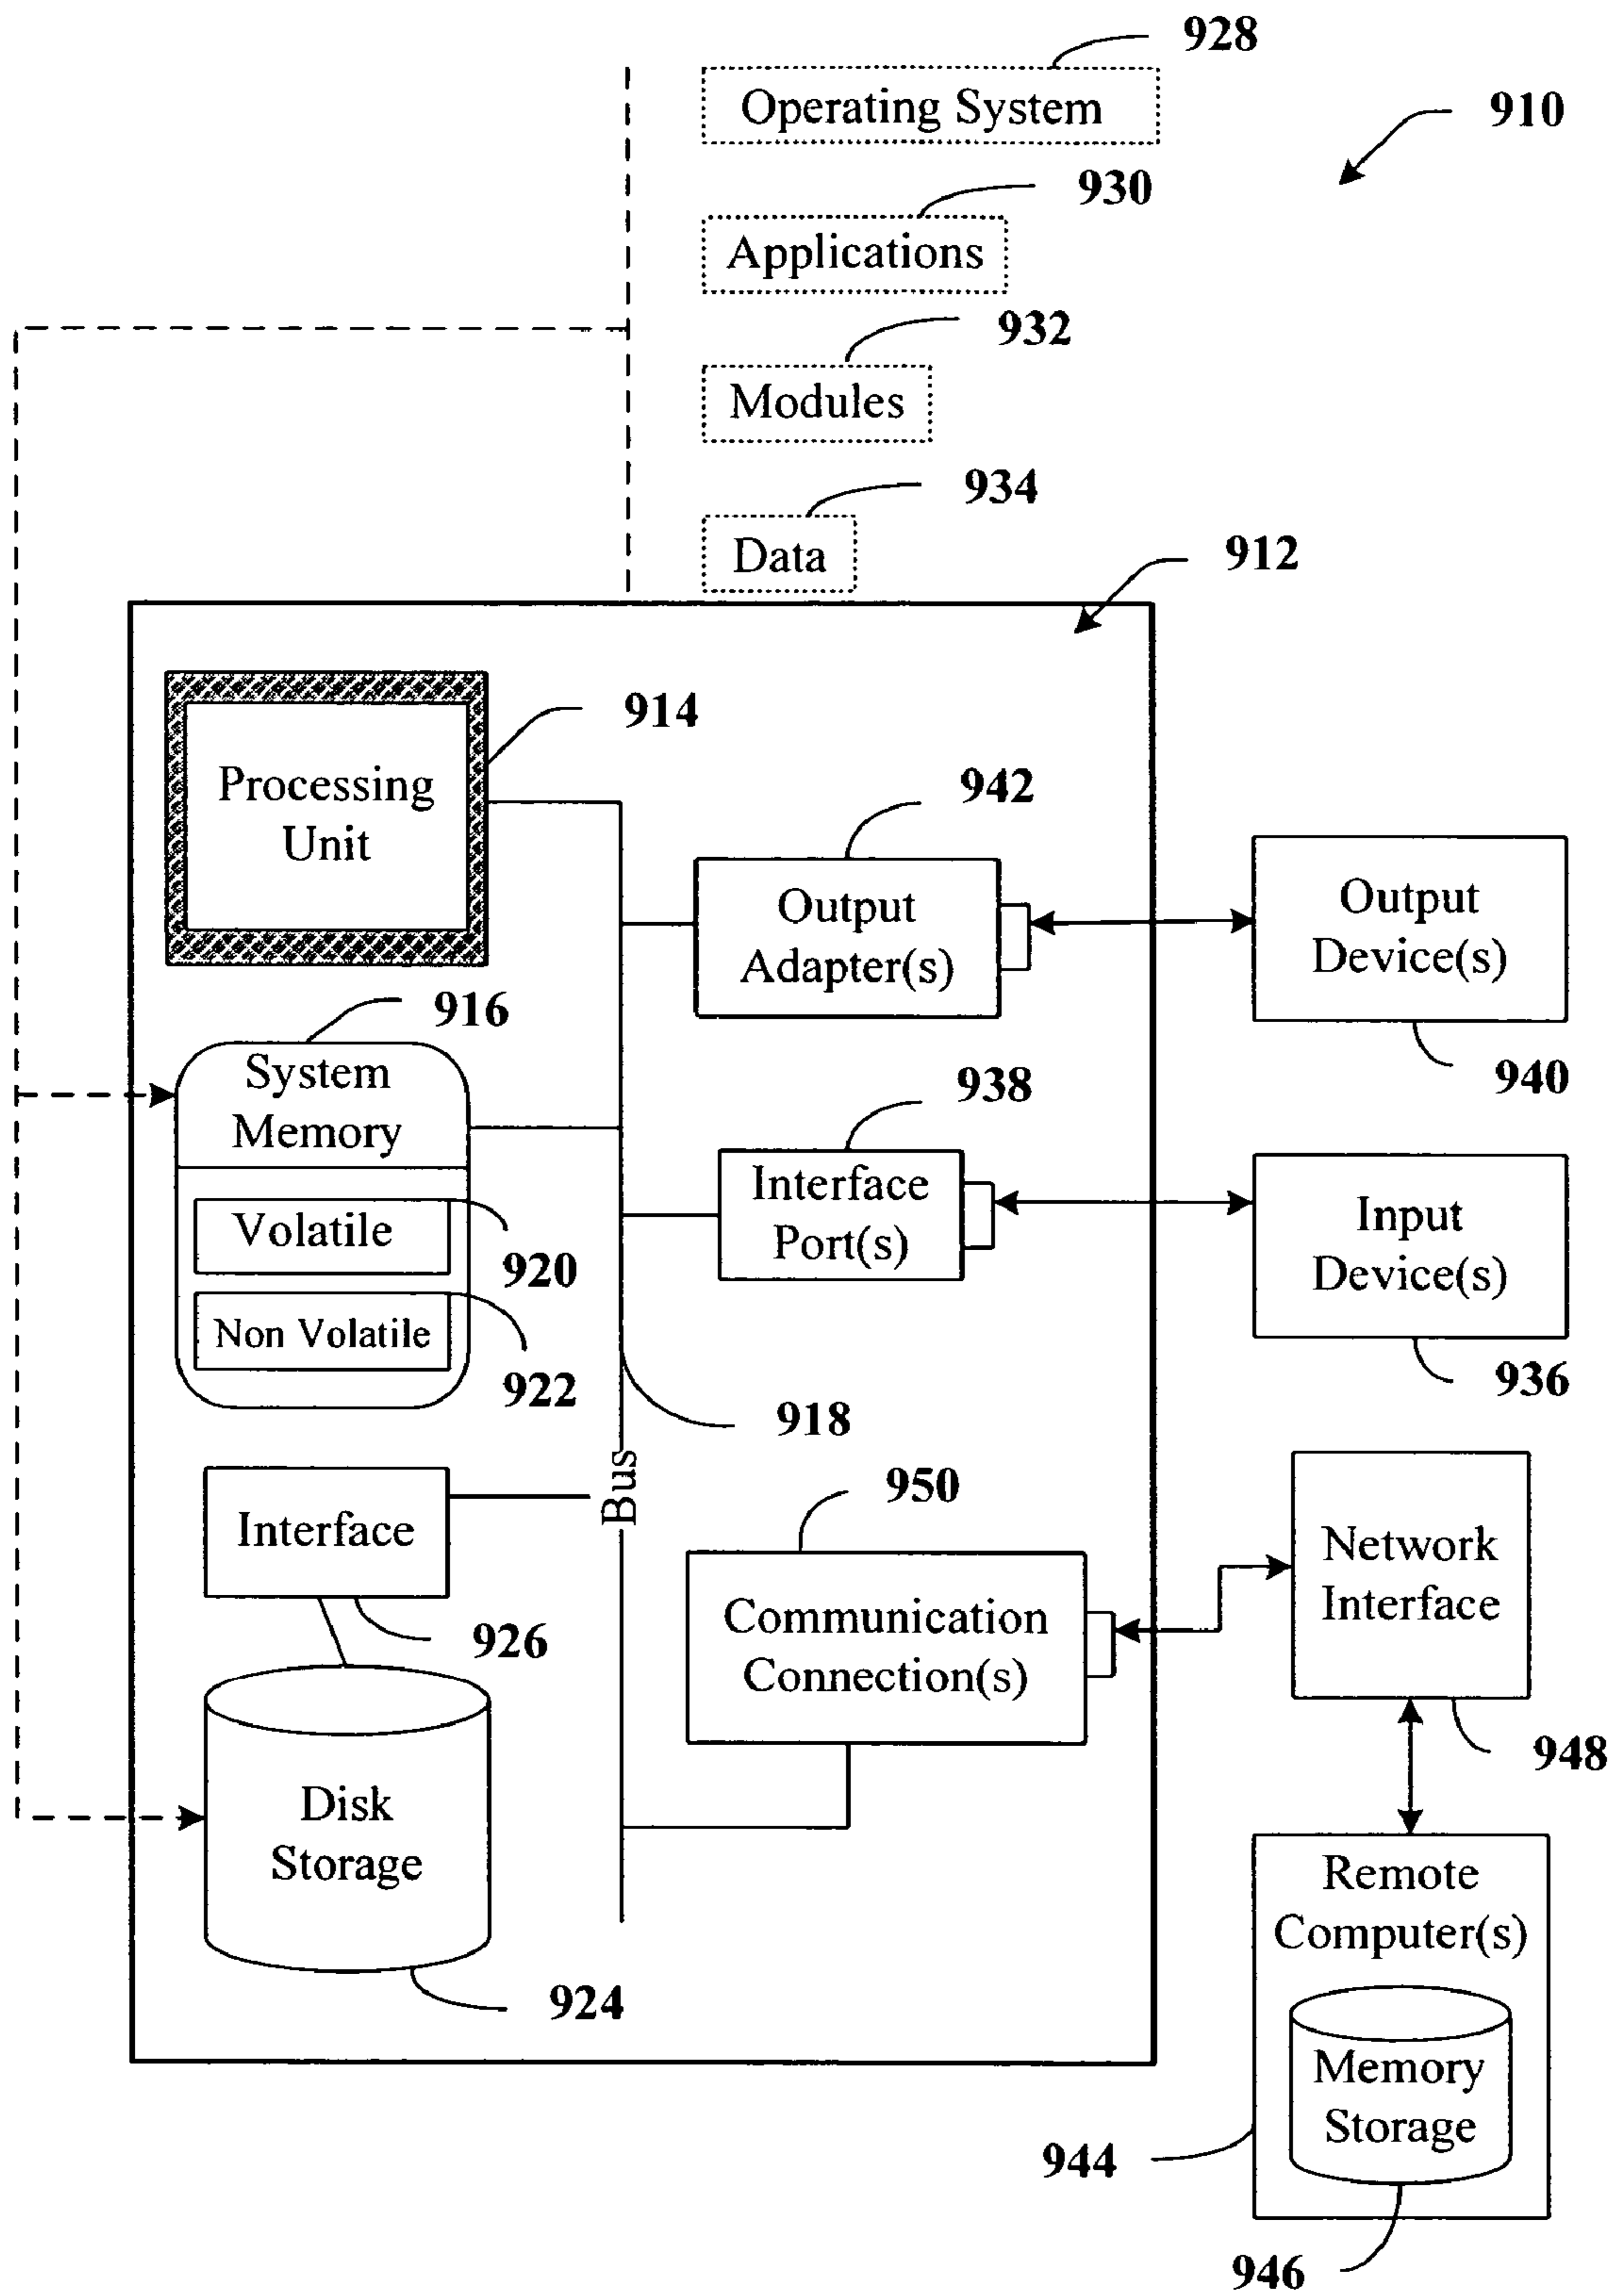 928
Operating System
910
930
Applications
932
Modules
934
Data
912
914
Processing
Unit
942
Output
Adapter(s)
Output
Device(s)
940
916
System
Memory
938
Interface
Port(s)
Input
Device(s)
936
Volatile
920
Non Volatile
922
918
Bus
950
Interface
926
Communication
Connection(s)
Network
Interface
948
Disk
Storage
924
Remote
Computer(s)
Memory
Storage
944
946